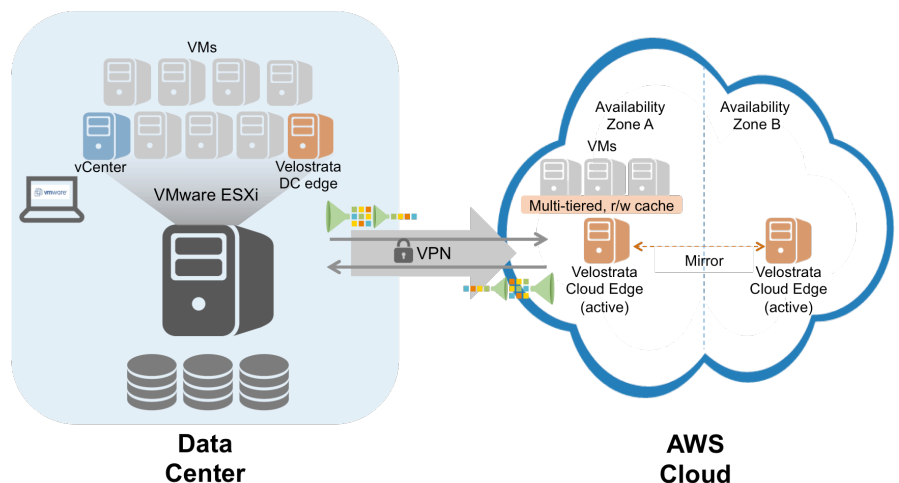 VMs
vCenter
Velostrata
DC edge
VMware ESXi
vmware
VPN
Availability
Zone A
Availability
Zone B
VMs
Multi-tiered, r/w cache
Mirror
Velostrata
Cloud Edge
(active)
Velostrata
Cloud Edge
(active)
Data
Center
AWS
Cloud